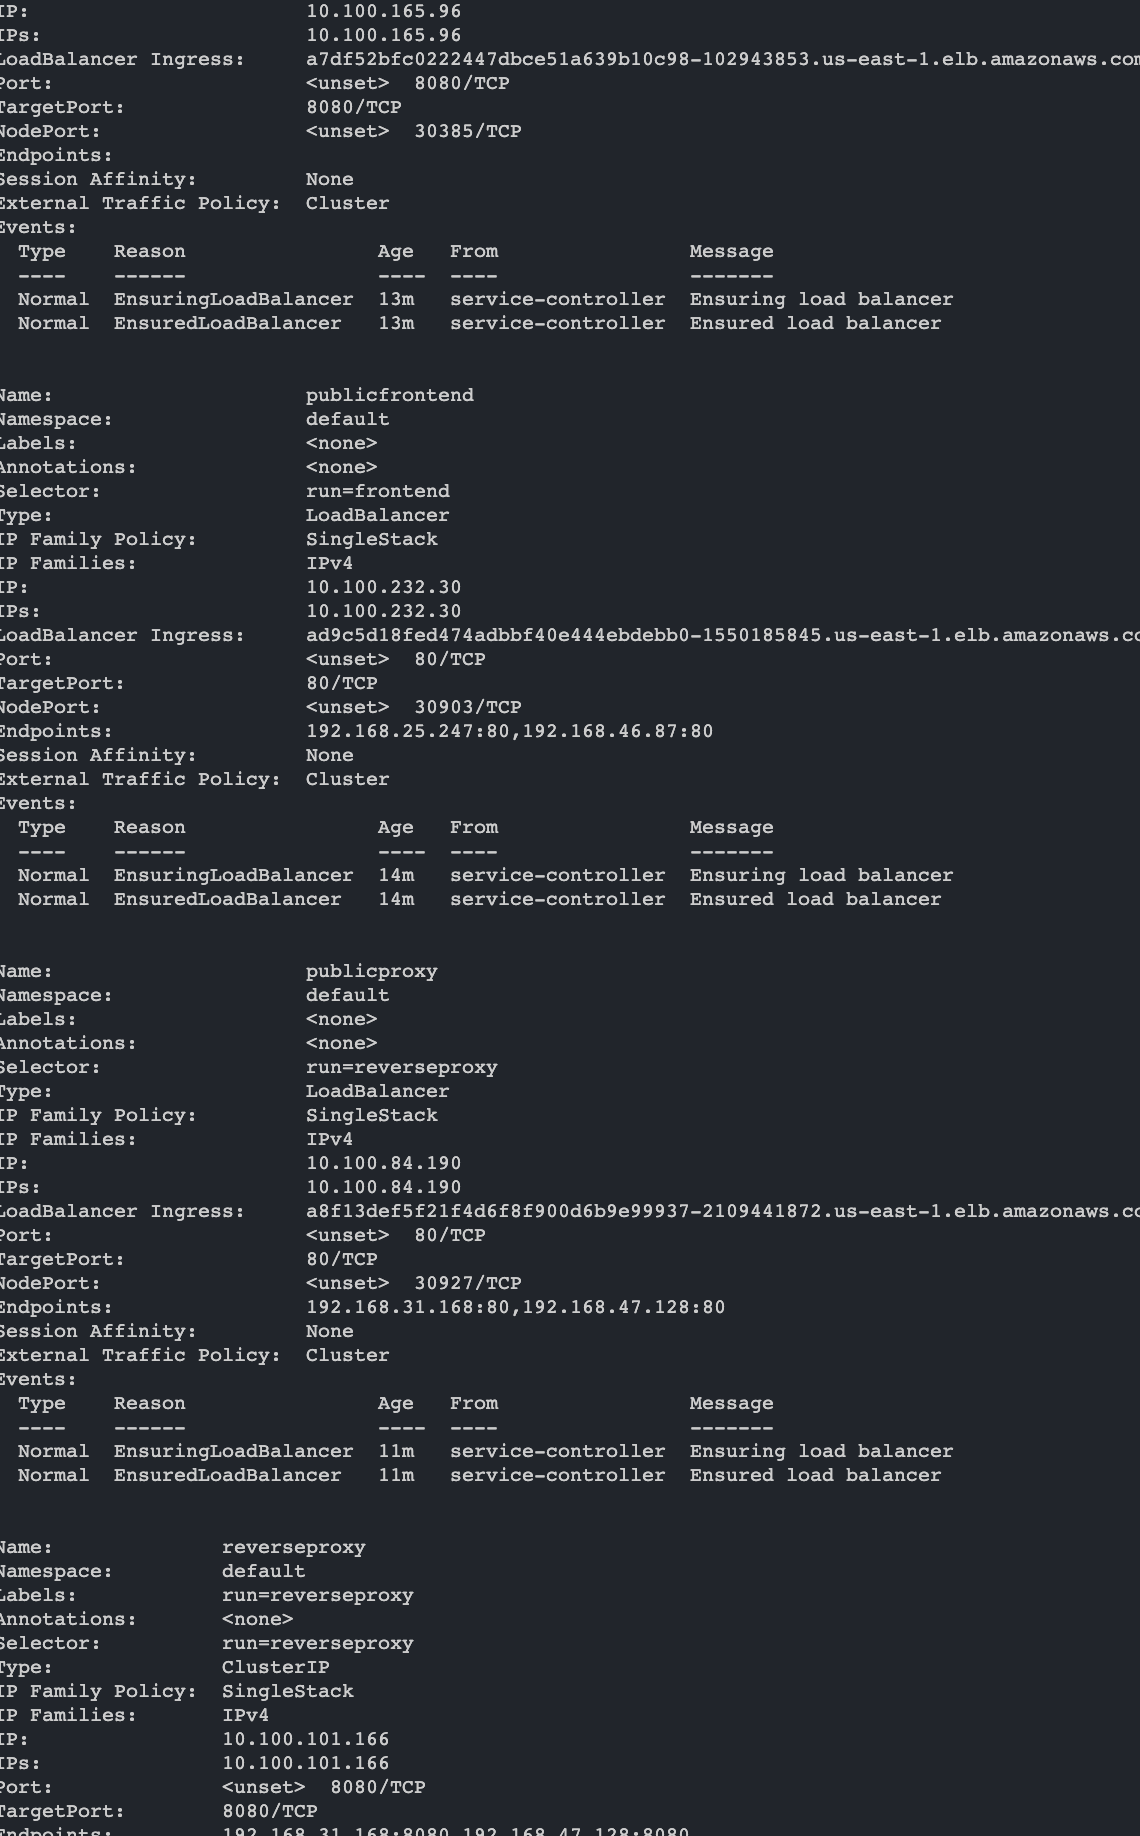 IP: 10.100.165.96
IPs: 10.100.165.96
LoadBalancer Ingress: a7df52bfc0222447dbce51a639b10c98-102943853.us-east-1.elb.amazonaws.com
Port: <unset> 8080/TCP
TargetPort: 8080/TCP
NodePort: <unset> 30385/TCP
Endpoints:
Session Affinity: None
External Traffic Policy: Cluster
Events:
Type Reason Age From Message
---- ------ ---- ---- -------
Normal EnsuringLoadBalancer 13m service-controller Ensuring load balancer
Normal EnsuredLoadBalancer 13m service-controller Ensured load balancer
Name: publicfrontend
Namespace: default
Labels: <none>
Annotations: <none>
Selector: run=frontend
Type: LoadBalancer
IP Family Policy: SingleStack
IP Families: IPv4
IP: 10.100.232.30
IPs: 10.100.232.30
LoadBalancer Ingress: ad9c5d18fed474adbbf40e444ebdebb0-1550185845.us-east-1.elb.amazonaws.co
Port: <unset> 80/TCP
TargetPort: 80/TCP
NodePort: <unset> 30903/TCP
Endpoints: 192.168.25.247:80,192.168.46.87:80
Session Affinity: None
External Traffic Policy: Cluster
Events:
Type Reason Age From Message
---- ------ ---- ---- -------
Normal EnsuringLoadBalancer 14m service-controller Ensuring load balancer
Normal EnsuredLoadBalancer 14m service-controller Ensured load balancer
Name: publicproxy
Namespace: default
Labels: <none>
Annotations: <none>
Selector: run=reverseproxy
Type: LoadBalancer
IP Family Policy: SingleStack
IP Families: IPv4
IP: 10.100.84.190
IPs: 10.100.84.190
LoadBalancer Ingress: a8f13def5f21f4d6f8f900d6b9e99937-2109441872.us-east-1.elb.amazonaws.co
Port: <unset> 80/TCP
TargetPort: 80/TCP
NodePort: <unset> 30927/TCP
Endpoints: 192.168.31.168:80,192.168.47.128:80
Session Affinity: None
External Traffic Policy: Cluster
Events:
Type Reason Age From Message
---- ------ ---- ---- -------
Normal EnsuringLoadBalancer 11m service-controller Ensuring load balancer
Normal EnsuredLoadBalancer 11m service-controller Ensured load balancer
Name: reverseproxy
Namespace: default
Labels: run=reverseproxy
Annotations: <none>
Selector: run=reverseproxy
Type: ClusterIP
IP Family Policy: SingleStack
IP Families: IPv4
IP: 10.100.101.166
IPs: 10.100.101.166
Port: <unset> 8080/TCP
TargetPort: 8080/TCP
Endpoints: 192.168.31.168:8080,192.168.47.128:8080